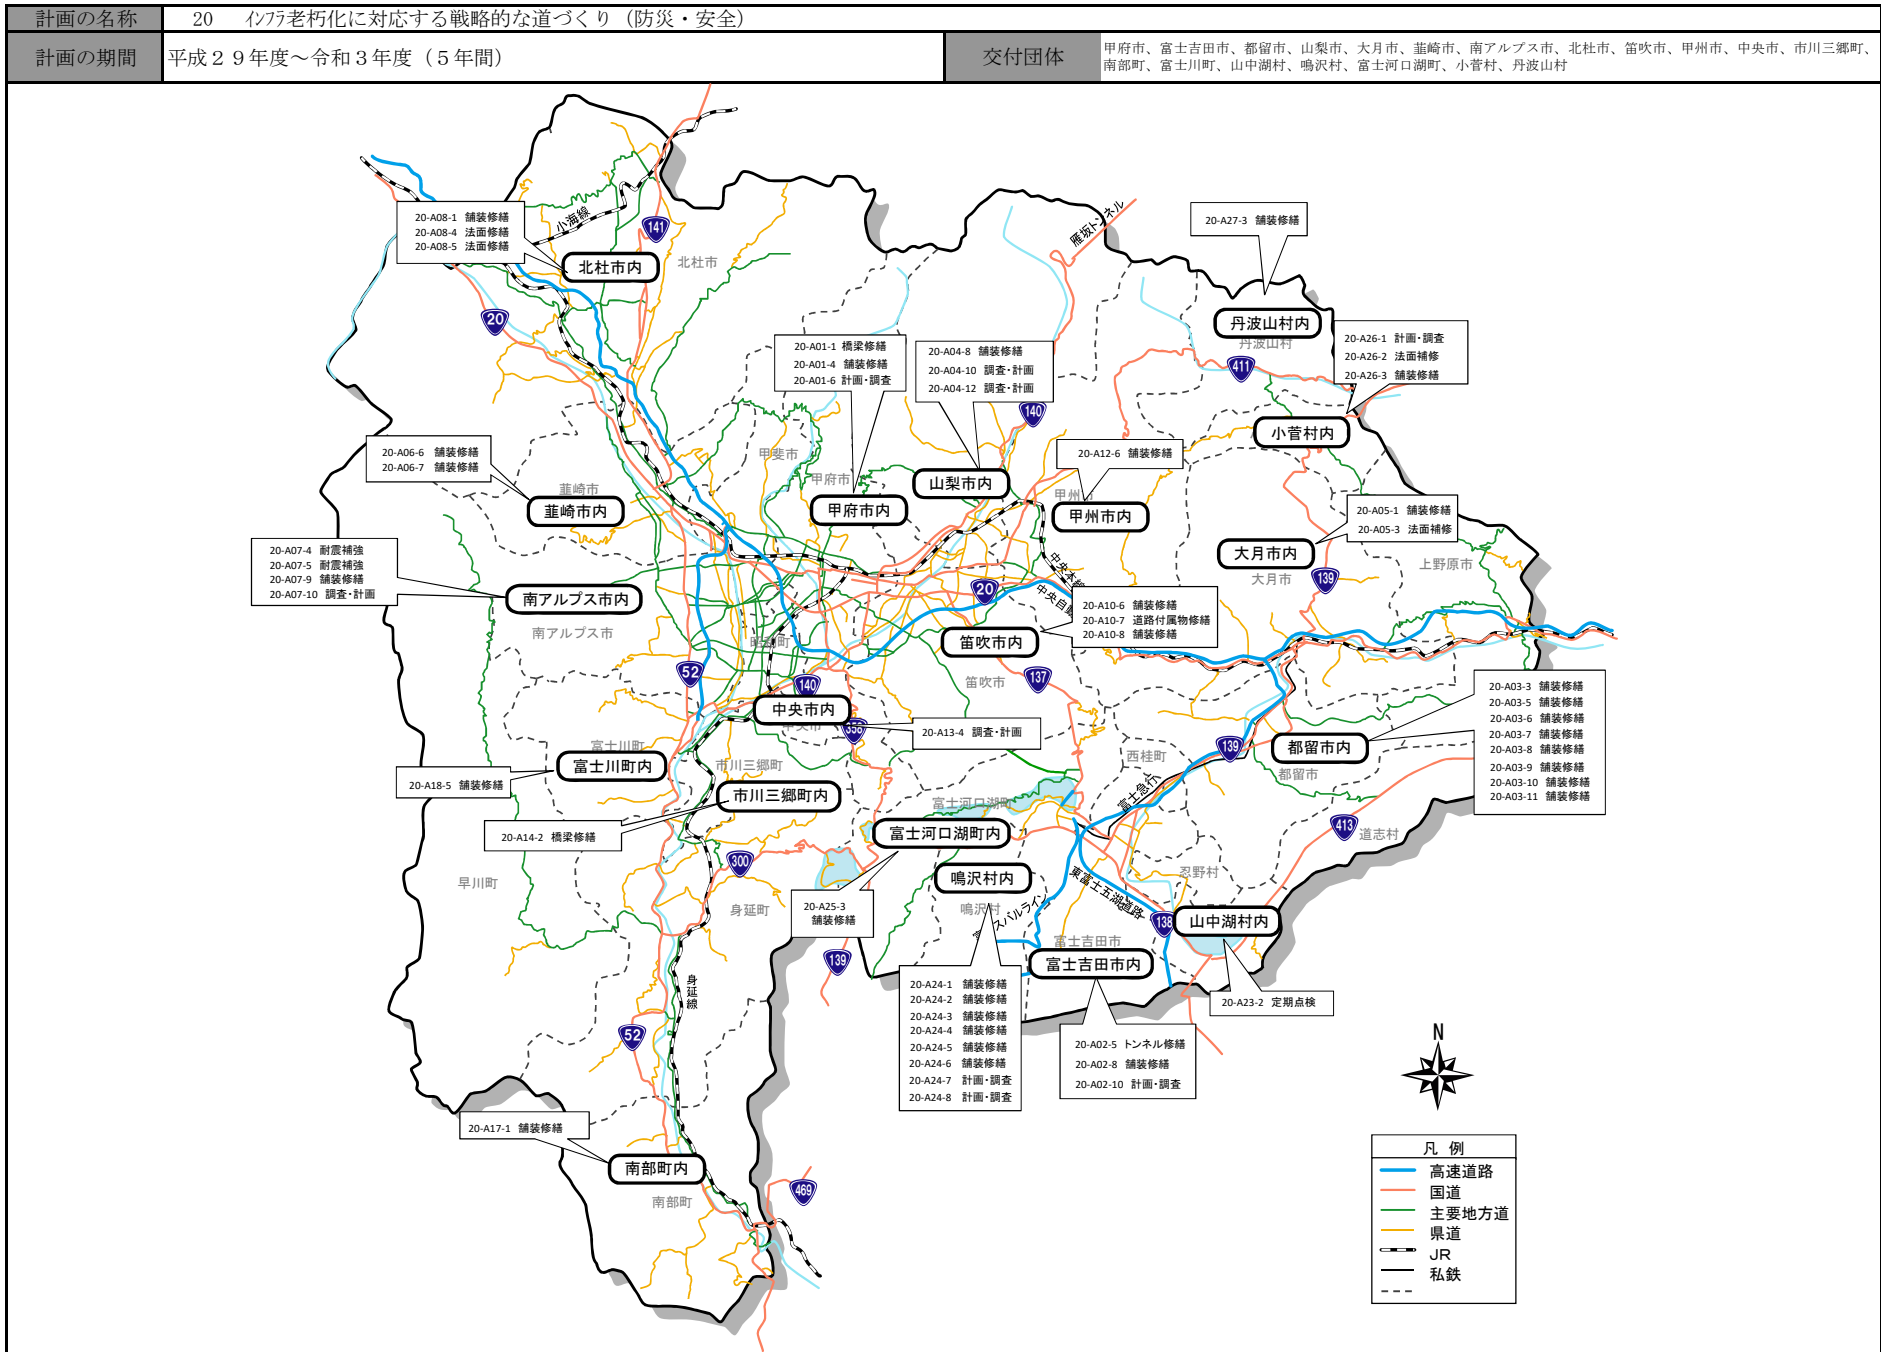 計画の名称
20 インフラ老朽化に対応する戦略的な道づくり（防災・安全）
計画の期間
平成２９年度～令和３年度（５年間）
交付団体
甲府市、富士吉田市、都留市、山梨市、大月市、韮崎市、南アルプス市、北杜市、笛吹市、甲州市、中央市、市川三郷町、
南部町、富士川町、山中湖村、鳴沢村、富士河口湖町、小菅村、丹波山村
20-A08-1 舗装修繕
20-A08-4 法面修繕
20-A08-5 法面修繕
小海線
141
北杜市内
北杜市
20
雁坂トンネル
20-A27-3 舗装修繕
丹波山村内
丹波山村
411
20-A26-1 計画・調査
20-A26-2 法面補修
20-A26-3 舗装修繕
小菅村内
20-A01-1 橋梁修繕
20-A01-4 舗装修繕
20-A01-6 計画・調査
20-A04-8 舗装修繕
20-A04-10 調査・計画
20-A04-12 調査・計画
140
20-A06-6 舗装修繕
20-A06-7 舗装修繕
韮崎市
韮崎市内
甲斐市
甲府市
甲府市内
山梨市内
20-A12-6 舗装修繕
甲州市内
20-A05-1 舗装修繕
20-A05-3 法面補修
大月市内
大月市
139
上野原市
20-A07-4 耐震補強
20-A07-5 耐震補強
20-A07-9 舗装修繕
20-A07-10 調査・計画
南アルプス市内
南アルプス市
20
20-A10-6 舗装修繕
20-A10-7 道路付属物修繕
20-A10-8 舗装修繕
笛吹市内
笛吹市
137
52
140
中央市内
358
20-A13-4 調査・計画
20-A03-3 舗装修繕
20-A03-5 舗装修繕
20-A03-6 舗装修繕
20-A03-7 舗装修繕
20-A03-8 舗装修繕
20-A03-9 舗装修繕
20-A03-10 舗装修繕
20-A03-11 舗装修繕
都留市内
都留市
139
西桂町
富士急行
富士川町
富士川町内
20-A18-5 舗装修繕
市川三郷町
市川三郷町内
20-A14-2 橋梁修繕
富士河口湖町
富士河口湖町内
413
道志村
300
早川町
身延町
20-A25-3
舗装修繕
139
鳴沢村内
鳴沢村
東富士五湖道路
忍野村
138
山中湖村内
20-A23-2 定期点検
富士吉田市
富士吉田市内
20-A24-1 舗装修繕
20-A24-2 舗装修繕
20-A24-3 舗装修繕
20-A24-4 舗装修繕
20-A24-5 舗装修繕
20-A24-6 舗装修繕
20-A24-7 計画・調査
20-A24-8 計画・調査
20-A02-5 トンネル修繕
20-A02-8 舗装修繕
20-A02-10 計画・調査
身延線
52
20-A17-1 舗装修繕
南部町内
南部町
469
N
凡 例
高速道路
国道
主要地方道
県道
JR
私鉄